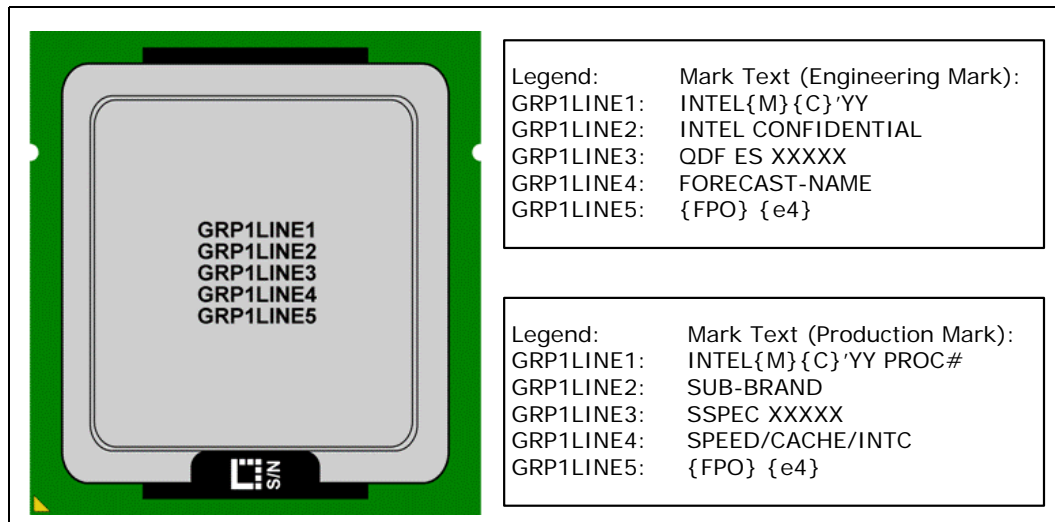 GRP1LINE1
GRP1LINE2
GRP1LINE3
GRP1LINE4
GRP1LINE5
S/N
Legend: Mark Text (Engineering Mark):
GRP1LINE1: INTEL{M}{C}'YY
GRP1LINE2: INTEL CONFIDENTIAL
GRP1LINE3: QDF ES XXXXX
GRP1LINE4: FORECAST-NAME
GRP1LINE5: {FPO} {e4}
Legend: Mark Text (Production Mark):
GRP1LINE1: INTEL{M}{C}'YY PROC#
GRP1LINE2: SUB-BRAND
GRP1LINE3: SSPEC XXXXX
GRP1LINE4: SPEED/CACHE/INTC
GRP1LINE5: {FPO} {e4}